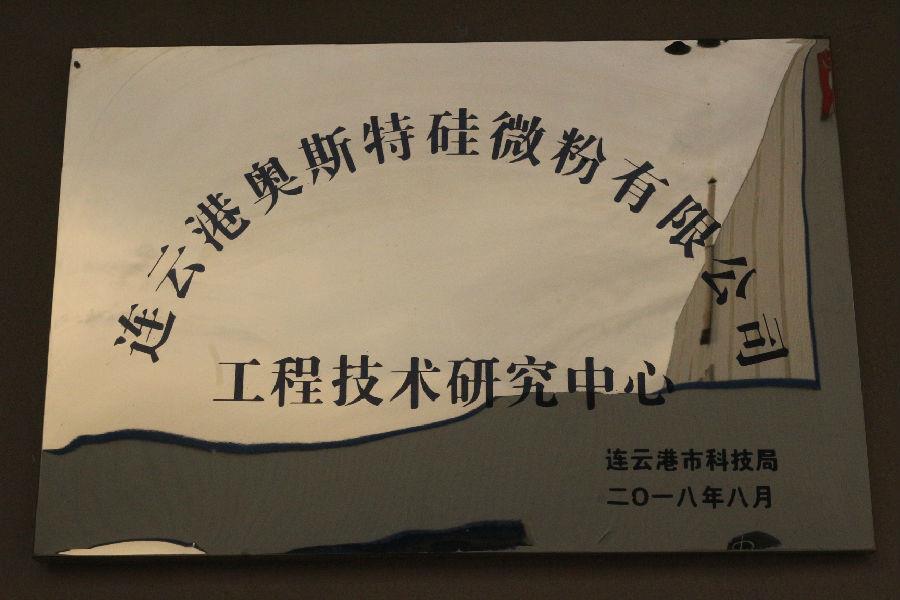 连云港奥斯特硅微粉有限公司
工程技术研究中心
连云港市科技局
二〇一八年八月